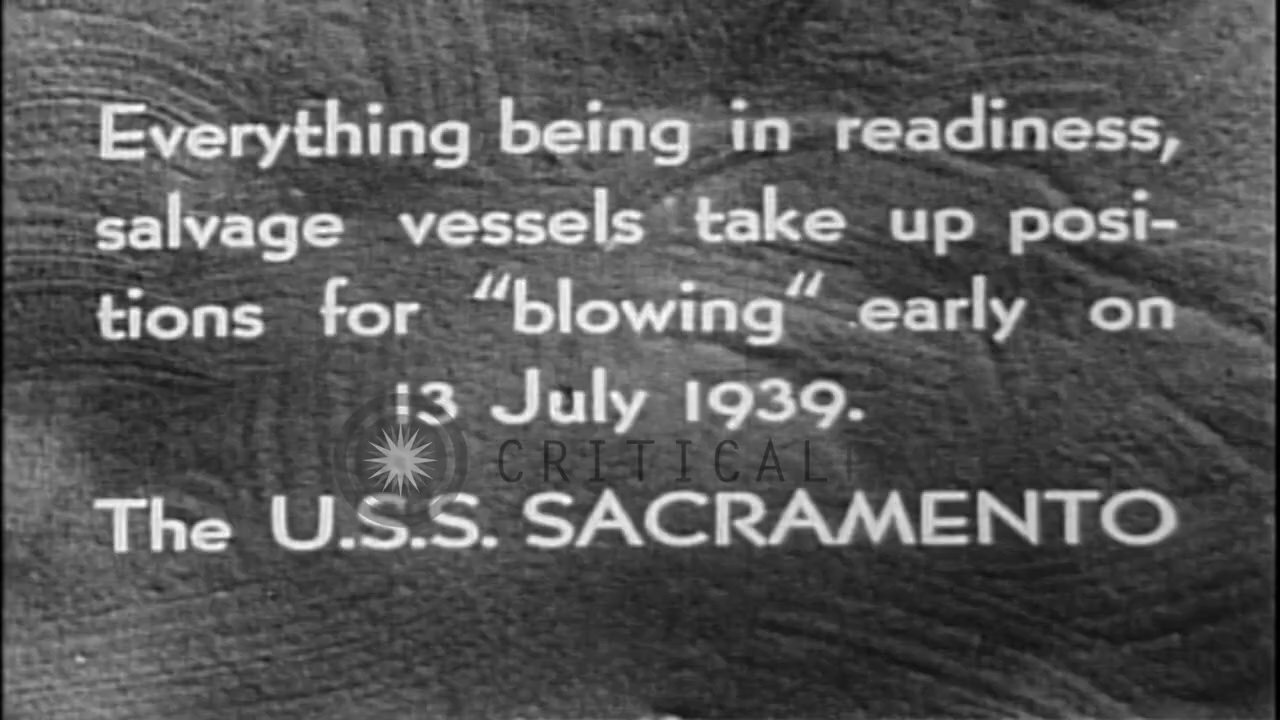 Everything being in readiness,
salvage vessels take up posi-
tions for “blowing“ early on
13 July 1939.
CRITICAL
The U.S.S. SACRAMENTO